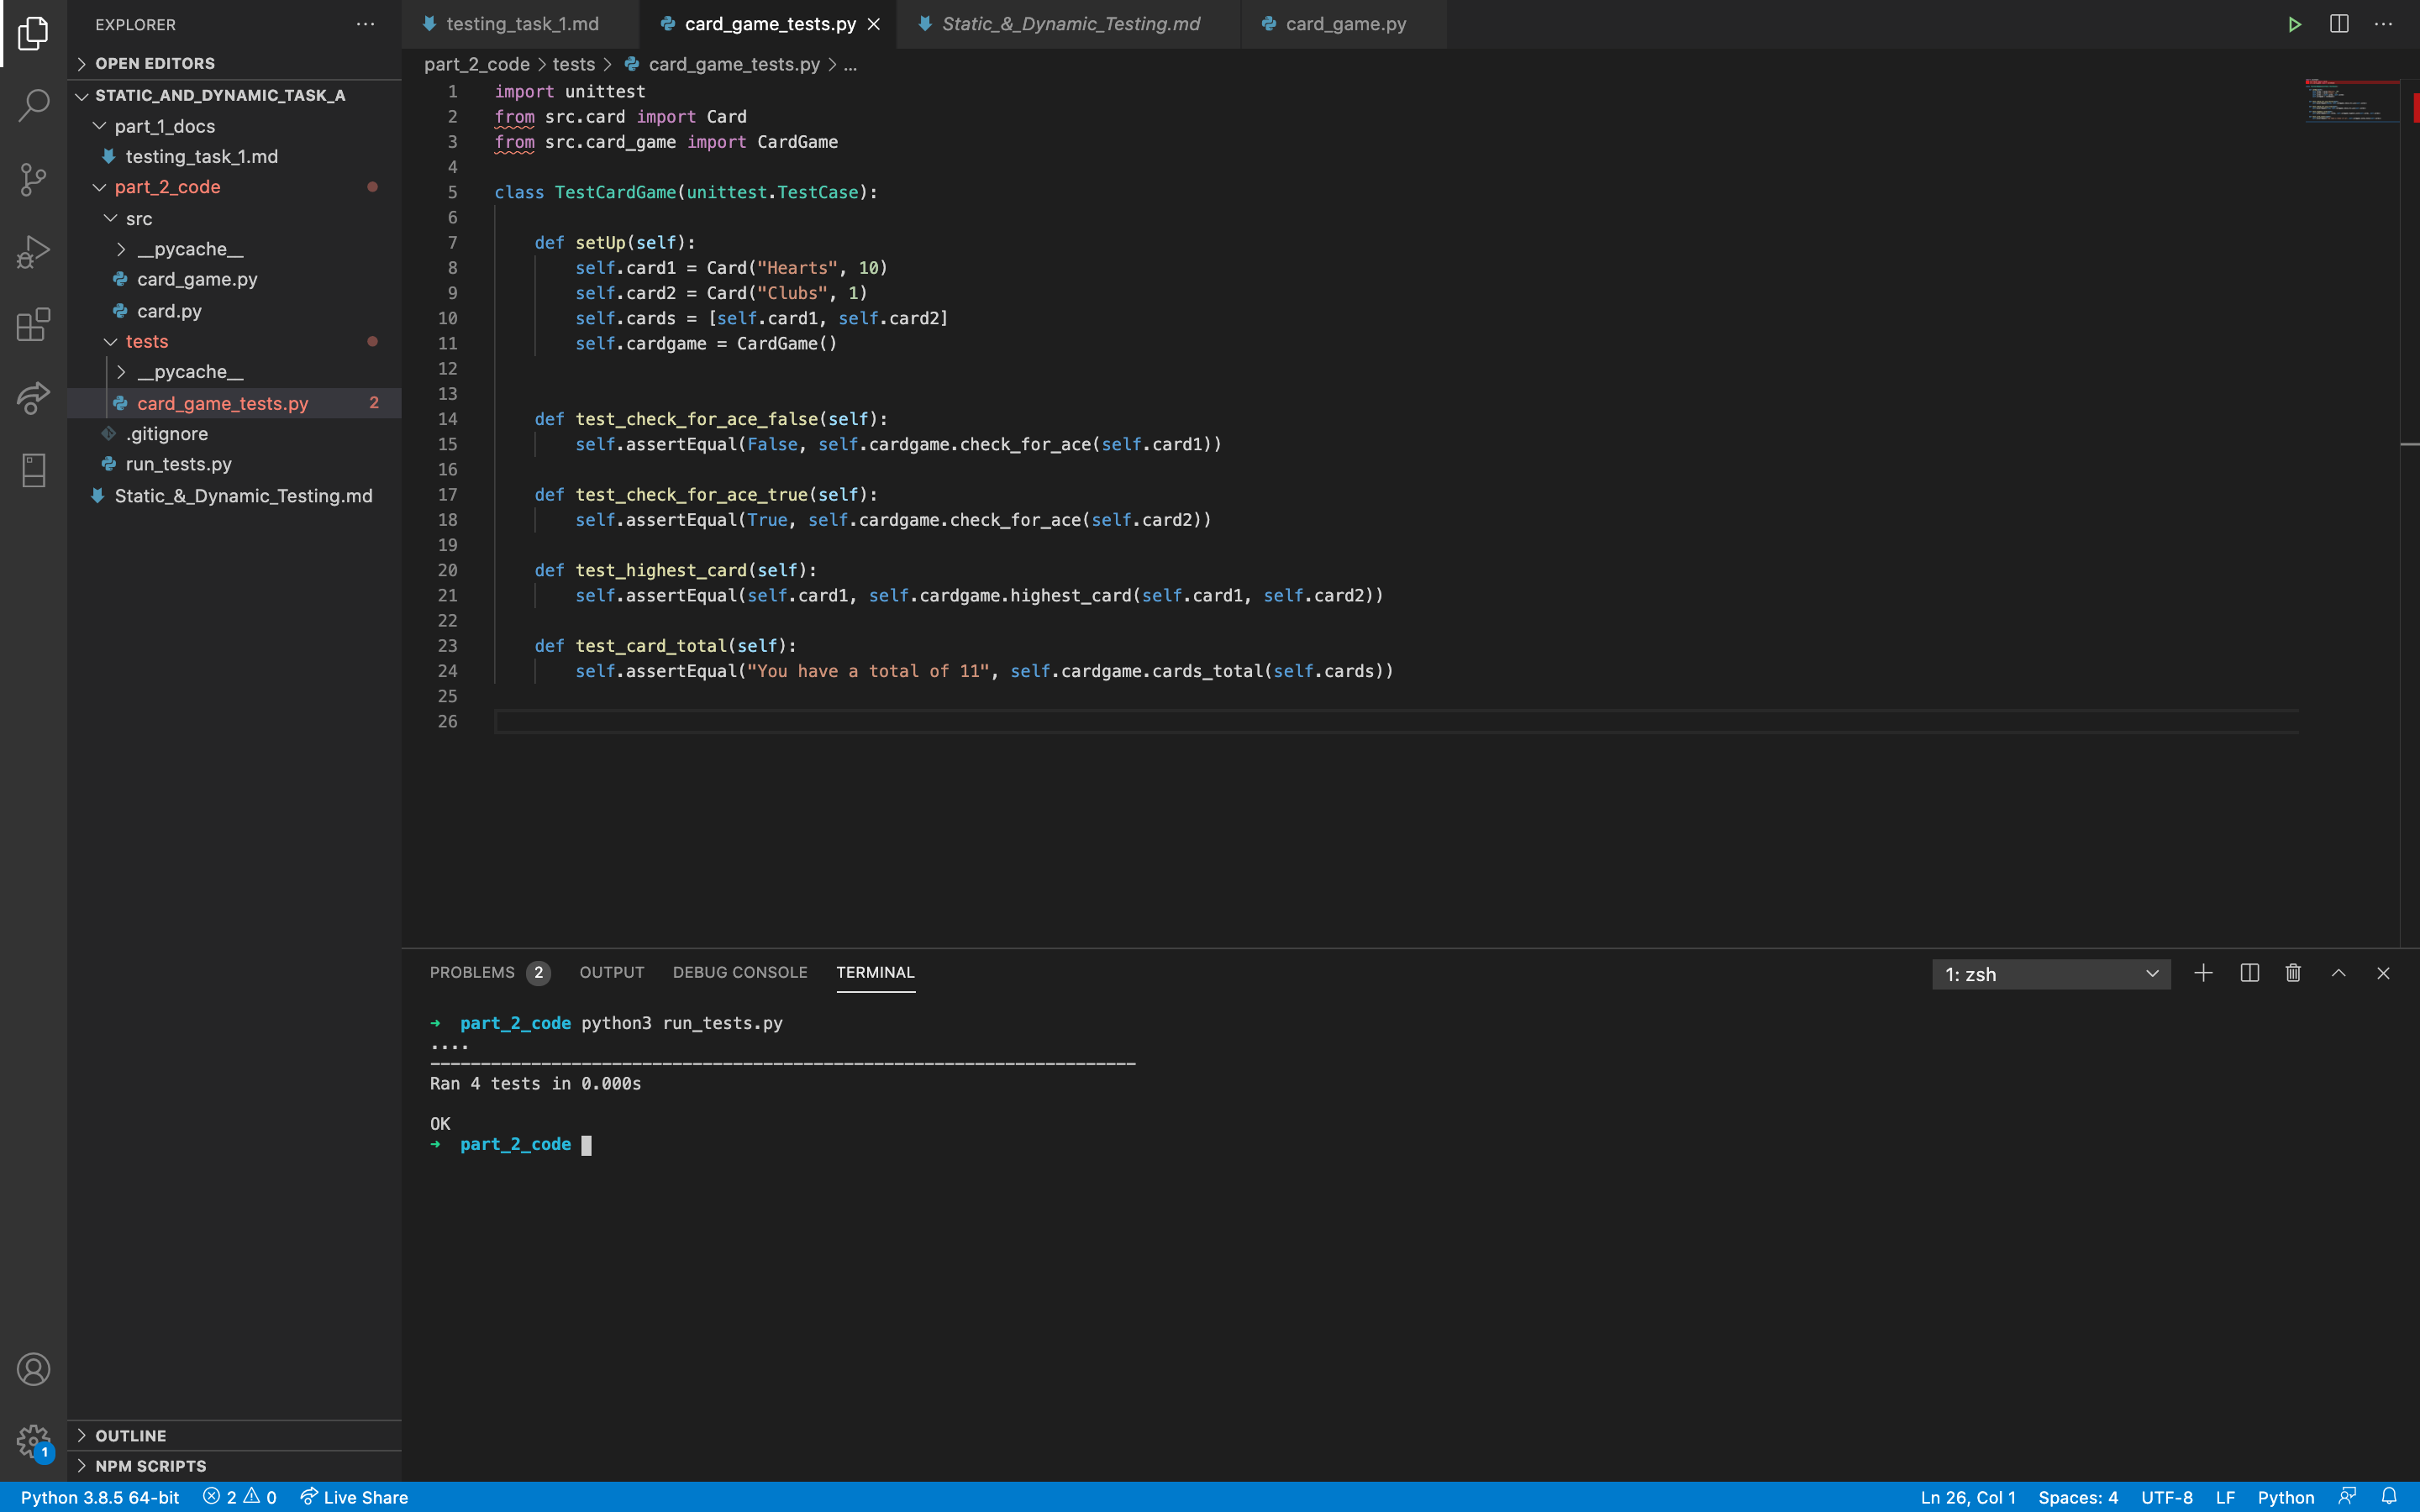 EXPLORER
OPEN EDITORS
STATIC_AND_DYNAMIC_TASK_A
part_1_docs
testing_task_1.md
part_2_code
src
__pycache__
card_game.py
card.py
tests
__pycache__
card_game_tests.py 2
.gitignore
run_tests.py
Static_&_Dynamic_Testing.md
OUTLINE
NPM SCRIPTS
1
testing_task_1.md
card_game_tests.py
Static_&_Dynamic_Testing.md
card_game.py
part_2_code > tests > card_game_tests.py > ...
1 import unittest
2 from src.card import Card
3 from src.card_game import CardGame
4
5 class TestCardGame(unittest.TestCase):
6
7 def setUp(self):
8 self.card1 = Card("Hearts", 10)
9 self.card2 = Card("Clubs", 1)
10 self.cards = [self.card1, self.card2]
11 self.cardgame = CardGame()
12
13
14 def test_check_for_ace_false(self):
15 self.assertEqual(False, self.cardgame.check_for_ace(self.card1))
16
17 def test_check_for_ace_true(self):
18 self.assertEqual(True, self.cardgame.check_for_ace(self.card2))
19
20 def test_highest_card(self):
21 self.assertEqual(self.card1, self.cardgame.highest_card(self.card1, self.card2))
22
23 def test_card_total(self):
24 self.assertEqual("You have a total of 11", self.cardgame.cards_total(self.cards))
25
26
PROBLEMS 2 OUTPUT DEBUG CONSOLE TERMINAL 1: zsh
→ part_2_code python3 run_tests.py
....
----------------------------------------------------------------------
Ran 4 tests in 0.000s
OK
→ part_2_code
Python 3.8.5 64-bit 2 0 Live Share Ln 26, Col 1 Spaces: 4 UTF-8 LF Python